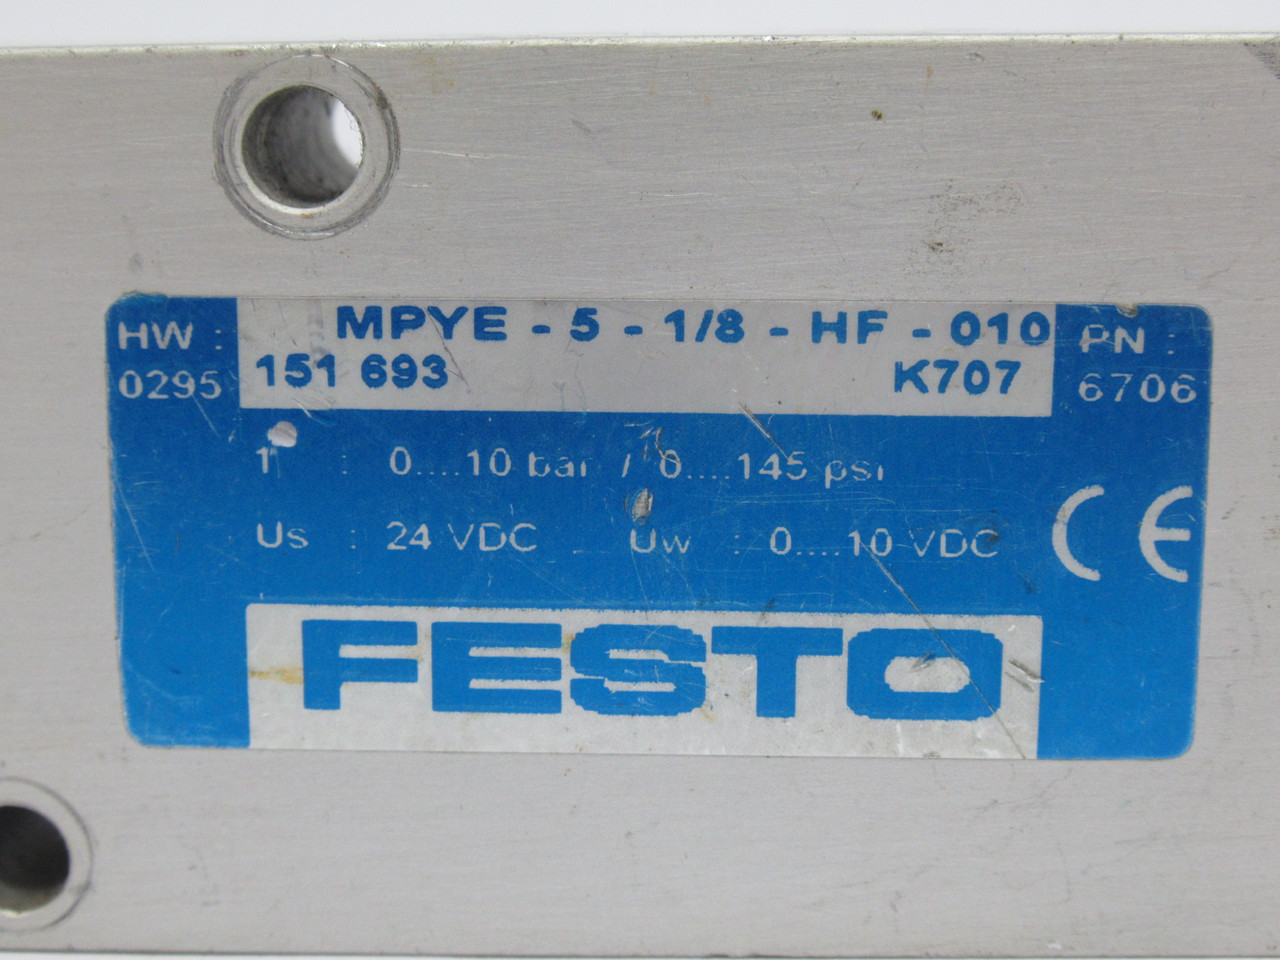 HW : MPYE - 5 - 1/8 - HF - 010 PN :
0295 151 693 K707 6706
1 : 0....10 bar / 0....145 psi
Us : 24 VDC Uw : 0....10 VDC
CE
FESTO